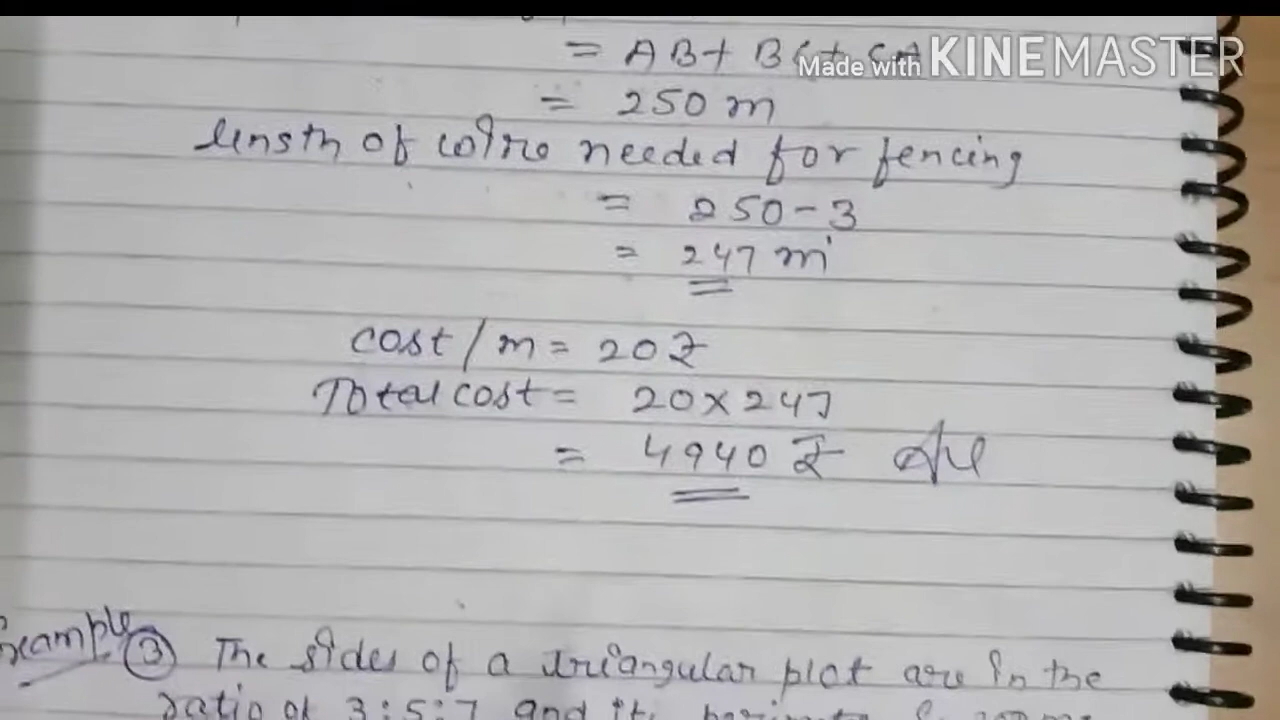 = AB + BC + CA
Made with KINEMASTER
= 250 m
length of wire needed for fencing
= 250 - 3
= 247 m
cost / m = 20 ₹
Total cost = 20 × 247
= 4940 ₹
Example ③ The sides of a triangular plot are in the
ratio of 3:5:7 and its